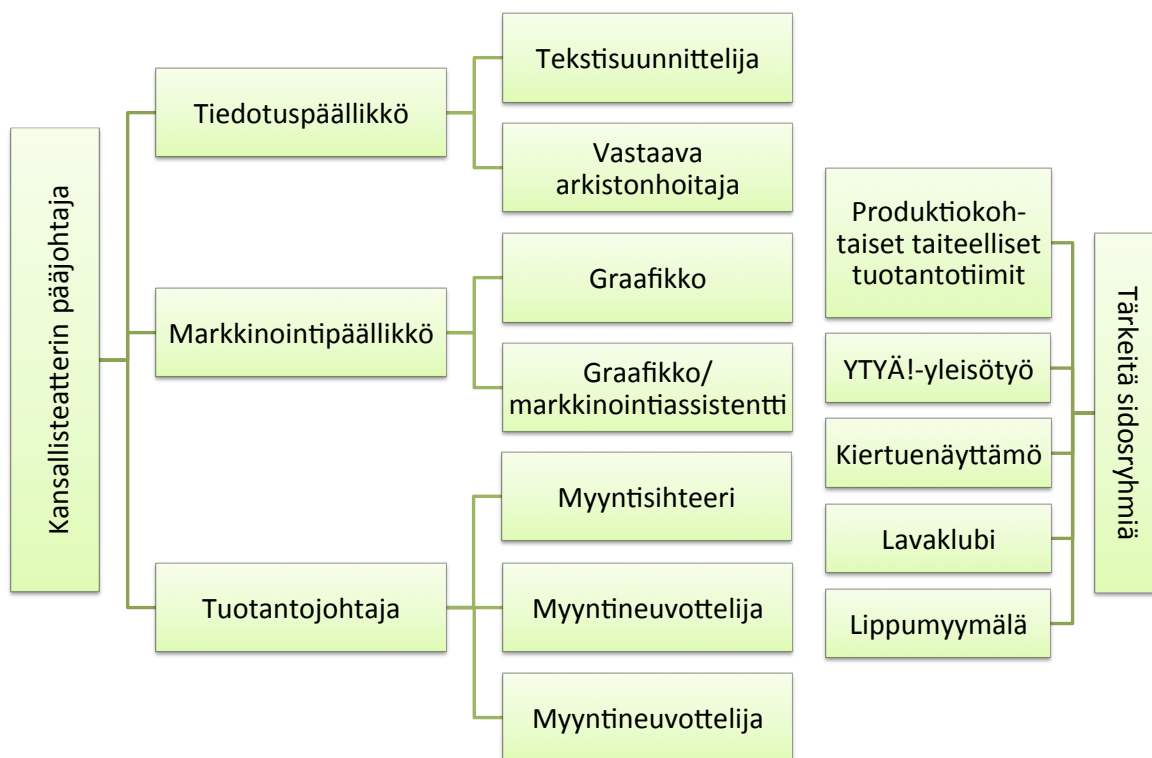 Kansallisteatterin pääjohtaja
Tiedotuspäällikkö
Tekstisuunnittelija
Vastaava
arkistonhoitaja
Markkinointipäällikkö
Graafikko
Graafikko/
markkinointiassistentti
Tuotantojohtaja
Myyntisihteeri
Myyntineuvottelija
Myyntineuvottelija
Produktiokoh-
taiset taiteelliset
tuotantotiimit
YTYÄ!-yleisötyö
Kiertuenäyttämö
Lavaklubi
Lippumyymälä
Tärkeitä sidosryhmiä